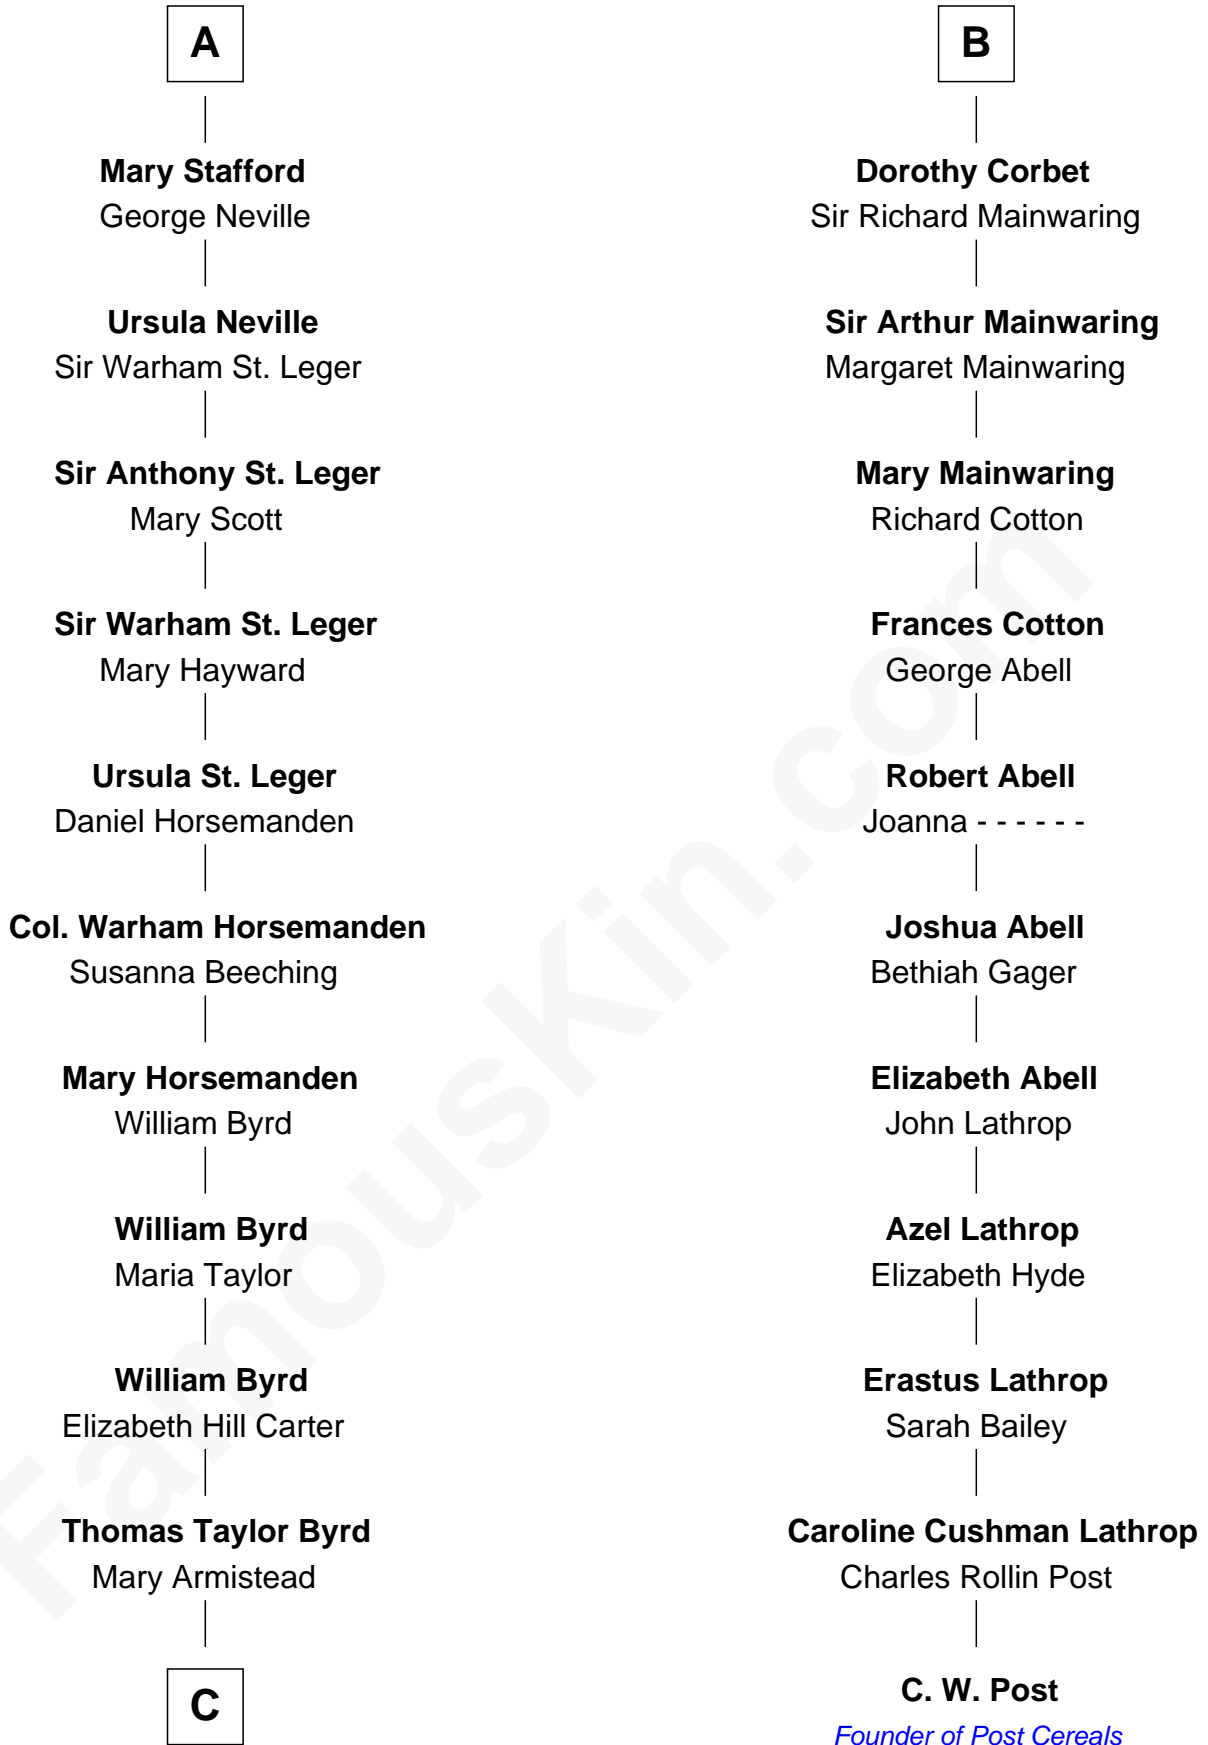 A
Mary Stafford
George Neville
Ursula Neville
Sir Warham St. Leger
Sir Anthony St. Leger
Mary Scott
Sir Warham St. Leger
Mary Hayward
Ursula St. Leger
Daniel Horsemanden
Col. Warham Horsemanden
Susanna Beeching
Mary Horsemanden
William Byrd
William Byrd
Maria Taylor
William Byrd
Elizabeth Hill Carter
Thomas Taylor Byrd
Mary Armistead
C
B
Dorothy Corbet
Sir Richard Mainwaring
Sir Arthur Mainwaring
Margaret Mainwaring
Mary Mainwaring
Richard Cotton
Frances Cotton
George Abell
Robert Abell
Joanna - - - - - -
Joshua Abell
Bethiah Gager
Elizabeth Abell
John Lathrop
Azel Lathrop
Elizabeth Hyde
Erastus Lathrop
Sarah Bailey
Caroline Cushman Lathrop
Charles Rollin Post
C. W. Post
Founder of Post Cereals
FamousKin.com